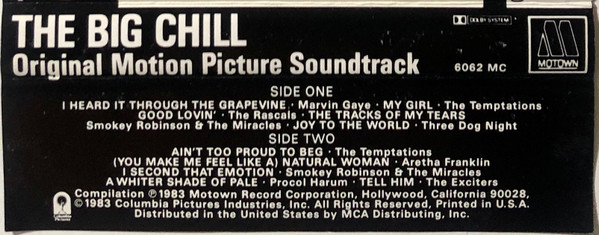 THE BIG CHILL
DOLBY SYSTEM
Original Motion Picture Soundtrack
6062 MC
MOTOWN
SIDE ONE
I HEARD IT THROUGH THE GRAPEVINE · Marvin Gaye · MY GIRL · The Temptations
GOOD LOVIN' · The Rascals · THE TRACKS OF MY TEARS
Smokey Robinson & The Miracles · JOY TO THE WORLD · Three Dog Night
SIDE TWO
AIN'T TOO PROUD TO BEG · The Temptations
(YOU MAKE ME FEEL LIKE A) NATURAL WOMAN · Aretha Franklin
I SECOND THAT EMOTION · Smokey Robinson & The Miracles
A WHITER SHADE OF PALE · Procol Harum · TELL HIM · The Exciters
Columbia
Pictures
Compilation ℗1983 Motown Record Corporation, Hollywood, California 90028,
©1983 Columbia Pictures Industries, Inc. All Rights Reserved, Printed in U.S.A.
Distributed in the United States by MCA Distributing, Inc.